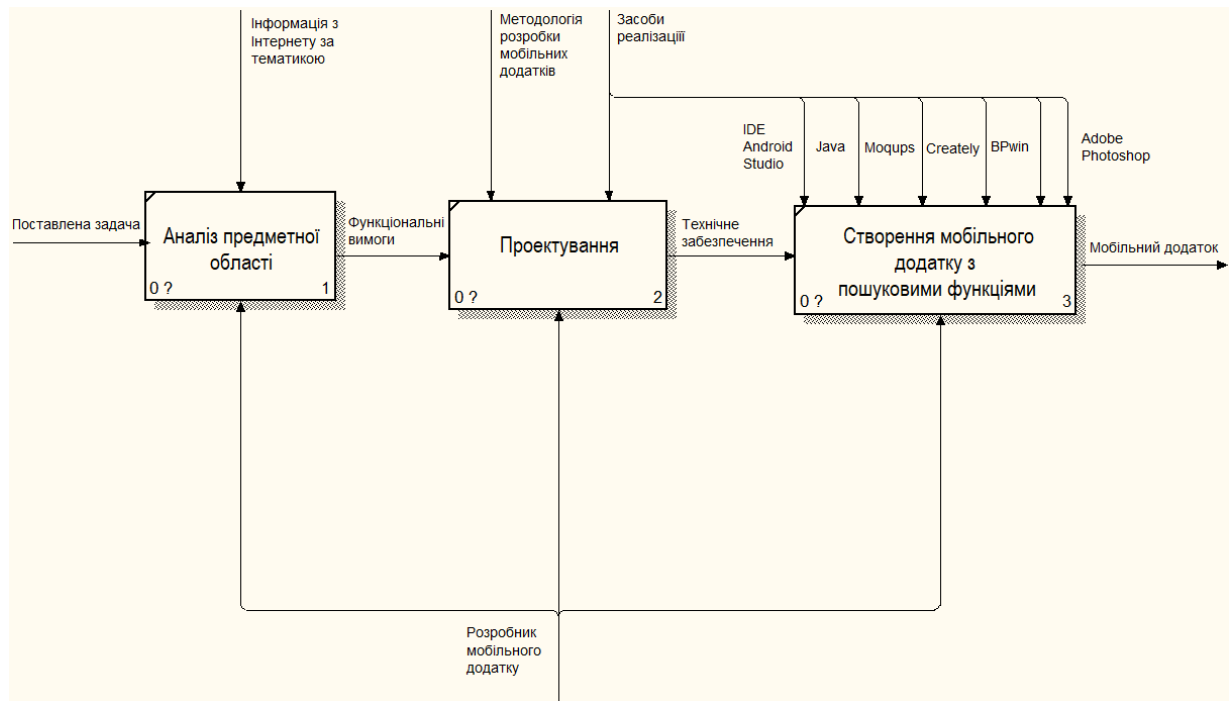 Інформація з
Інтернету за
тематикою
Методологія
розробки
мобільних
додатків
Засоби
реалізаціїї
IDE
Android
Studio
Java
Moqups
Creately
BPwin
Adobe
Photoshop
Поставлена задача
Аналіз предметної
області
0 ?
1
Функціональні
вимоги
Проектування
0 ?
2
Технічне
забезпечення
Створення мобільного
додатку з
пошуковими функціями
0 ?
3
Мобільний додаток
Розробник
мобільного
додатку